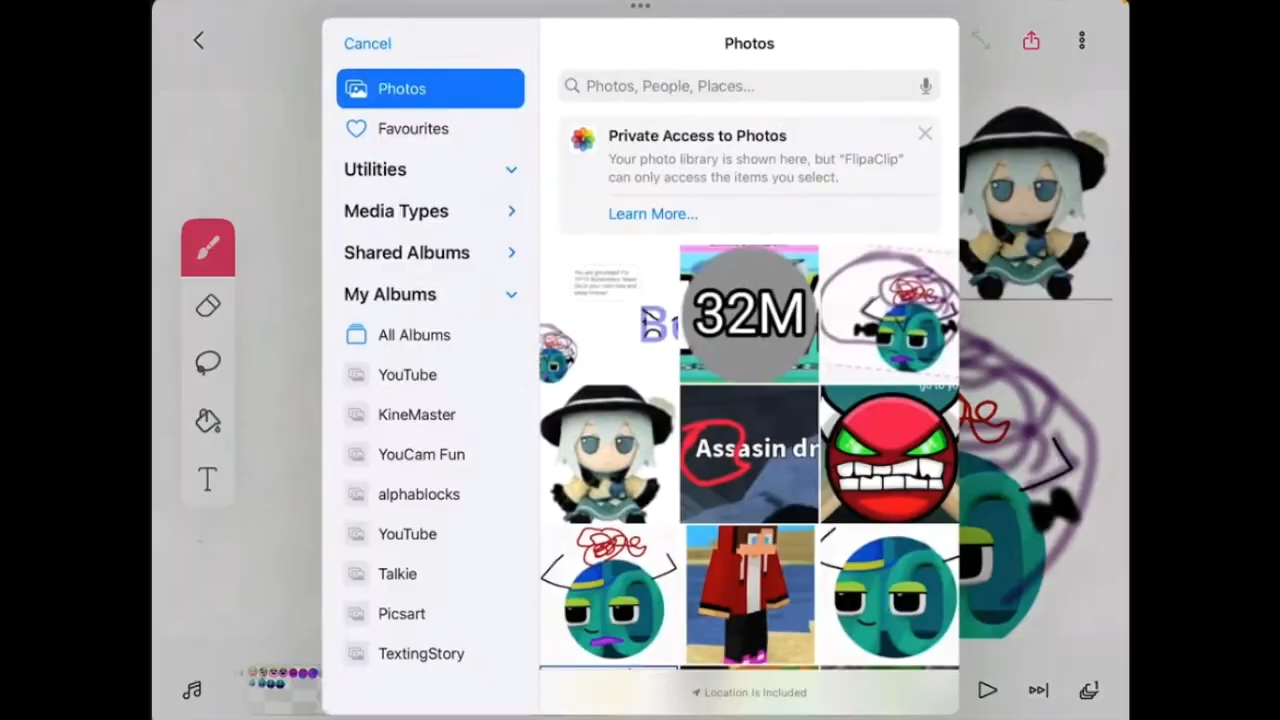 Cancel
Photos
Photos
Photos, People, Places...
Favourites
Private Access to Photos
Your photo library is shown here, but "FlipaClip"
can only access the items you select.
Learn More...
Utilities
Media Types
Shared Albums
My Albums
All Albums
YouTube
KineMaster
YouCam Fun
alphablocks
YouTube
Talkie
Picsart
TextingStory
32M
Assasin dr
Location is Included